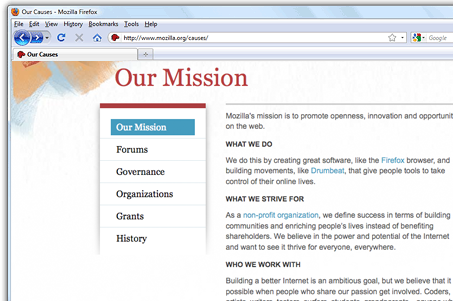 Our Causes - Mozilla Firefox
File Edit View History Bookmarks Tools Help
http://www.mozilla.org/causes/
Google
Our Causes
Our Mission
Our Mission
Forums
Governance
Organizations
Grants
History
Mozilla's mission is to promote openness, innovation and opportunit
on the web.
WHAT WE DO
We do this by creating great software, like the Firefox browser, and
building movements, like Drumbeat, that give people tools to take
control of their online lives.
WHAT WE STRIVE FOR
As a non-profit organization, we define success in terms of building
communities and enriching people's lives instead of benefiting
shareholders. We believe in the power and potential of the Internet
and want to see it thrive for everyone, everywhere.
WHO WE WORK WITH
Building a better Internet is an ambitious goal, but we believe that it
possible when people who share our passion get involved. Coders,